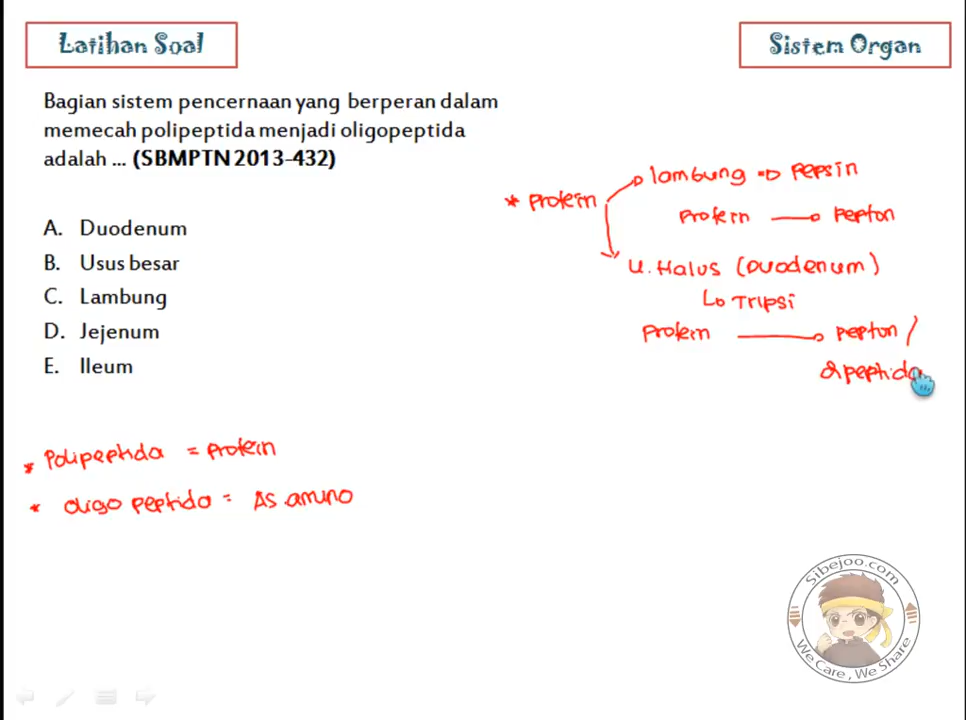 Latihan Soal
Sistem Organ
Bagian sistem pencernaan yang berperan dalam
memecah polipeptida menjadi oligopeptida
adalah ... (SBMPTN 2013-432)
A. Duodenum
B. Usus besar
C. Lambung
D. Jejenum
E. Ileum
* Protein
lambung → Pepsin
Protein → Pepton
U. Halus (Duodenum)
↳ Tripsi
Protein → Pepton /
dipeptida
* Polipeptida = Protein
* Oligo peptida = As. amino
Sibejoo.com
We Care, We Share